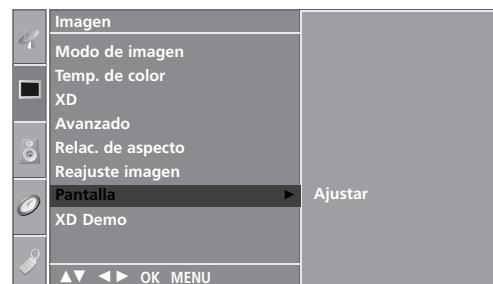 Imagen
Modo de imagen
Temp. de color
XD
Avanzado
Relac. de aspecto
Reajuste imagen
Pantalla ► Ajustar
XD Demo
▲▼ ◄► OK MENU